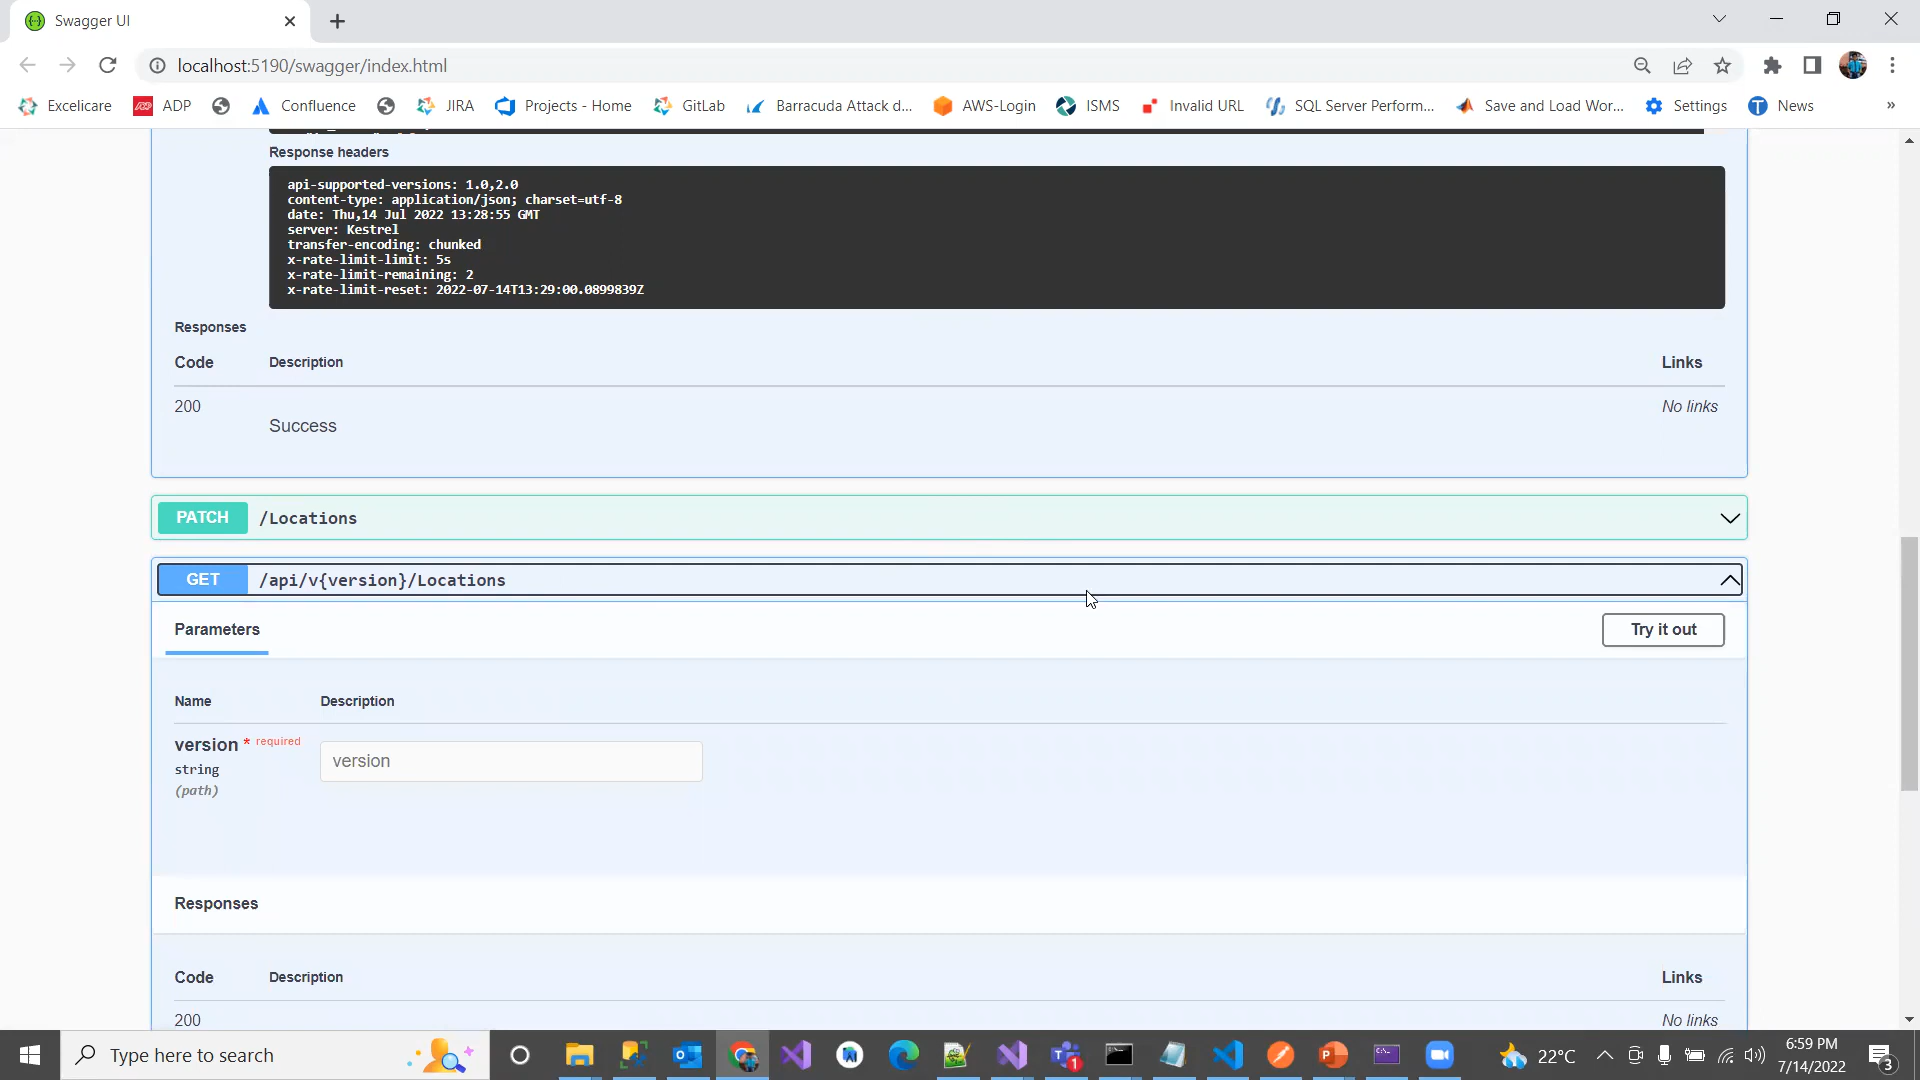 Swagger UI
localhost:5190/swagger/index.html
Excelicare ADP Confluence JIRA Projects - Home GitLab Barracuda Attack d... AWS-Login ISMS Invalid URL SQL Server Perform... Save and Load Wor... Settings News »
Response headers
api-supported-versions: 1.0,2.0
content-type: application/json; charset=utf-8
date: Thu,14 Jul 2022 13:28:55 GMT
server: Kestrel
transfer-encoding: chunked
x-rate-limit-limit: 5s
x-rate-limit-remaining: 2
x-rate-limit-reset: 2022-07-14T13:29:00.0899839Z
Responses
Code Description Links
200 No links
Success
PATCH /Locations
GET /api/v{version}/Locations
Parameters Try it out
Name Description
version * required
version
string
(path)
Responses
Code Description Links
200 No links
Type here to search
1
22°C
6:59 PM
7/14/2022
3